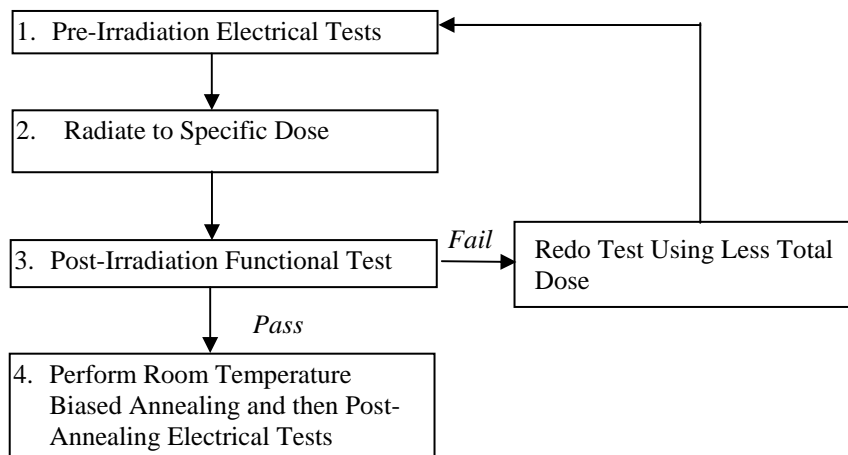 1. Pre-Irradiation Electrical Tests
2. Radiate to Specific Dose
3. Post-Irradiation Functional Test
Fail
Redo Test Using Less Total
Dose
Pass
4. Perform Room Temperature
Biased Annealing and then Post-
Annealing Electrical Tests